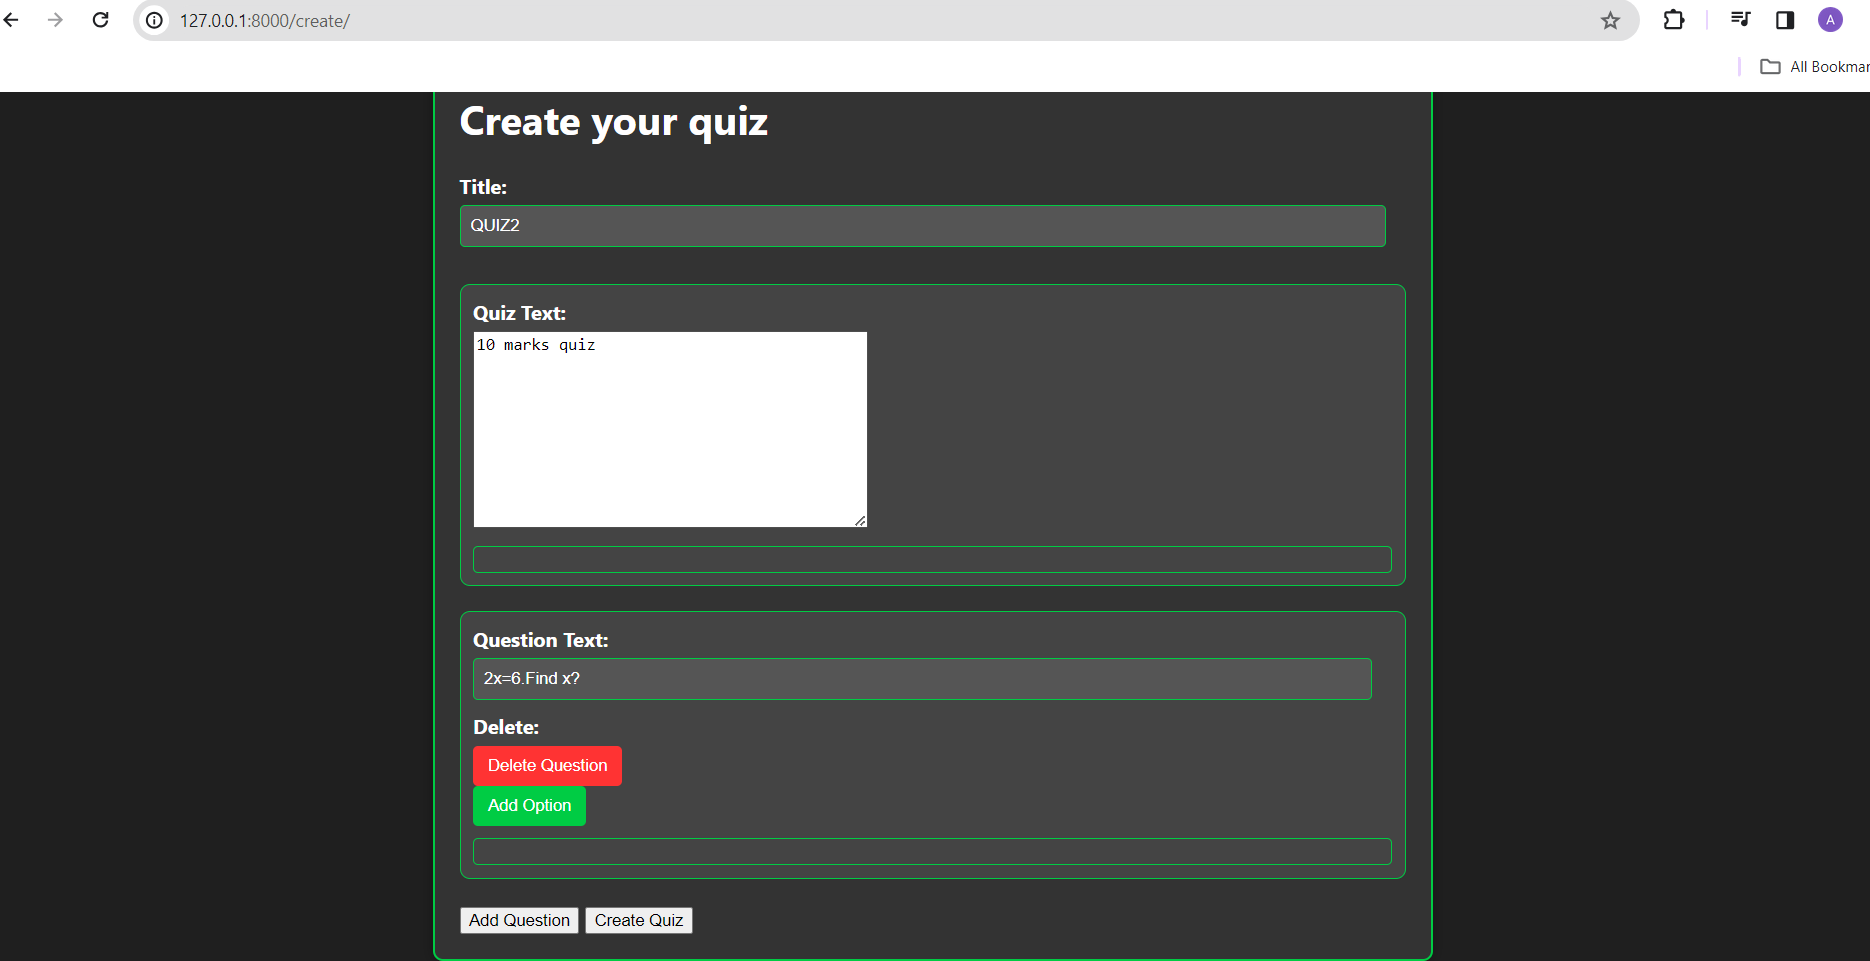 127.0.0.1:8000/create/
A
All Bookmar
Create your quiz
Title:
QUIZ2
Quiz Text:
10 marks quiz
Question Text:
2x=6.Find x?
Delete:
Delete Question
Add Option
Add Question Create Quiz